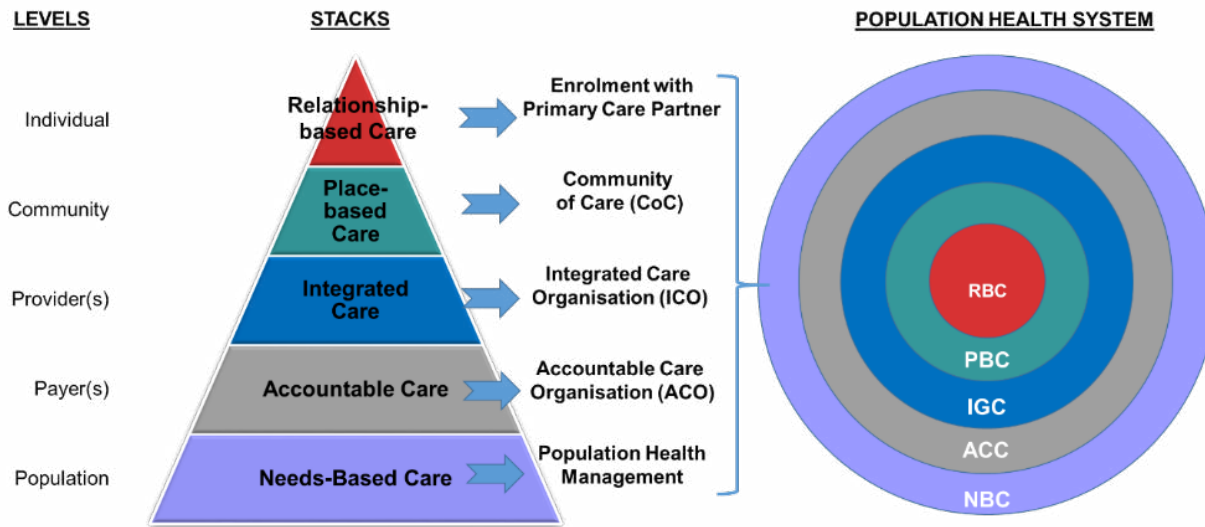 LEVELS
STACKS
POPULATION HEALTH SYSTEM
Individual
Relationship-
based Care
Enrolment with
Primary Care Partner
Community
Place-
based
Care
Community
of Care (CoC)
Provider(s)
Integrated
Care
Integrated Care
Organisation (ICO)
Payer(s)
Accountable Care
Accountable Care
Organisation (ACO)
Population
Needs-Based Care
Population Health
Management
RBC
PBC
IGC
ACC
NBC